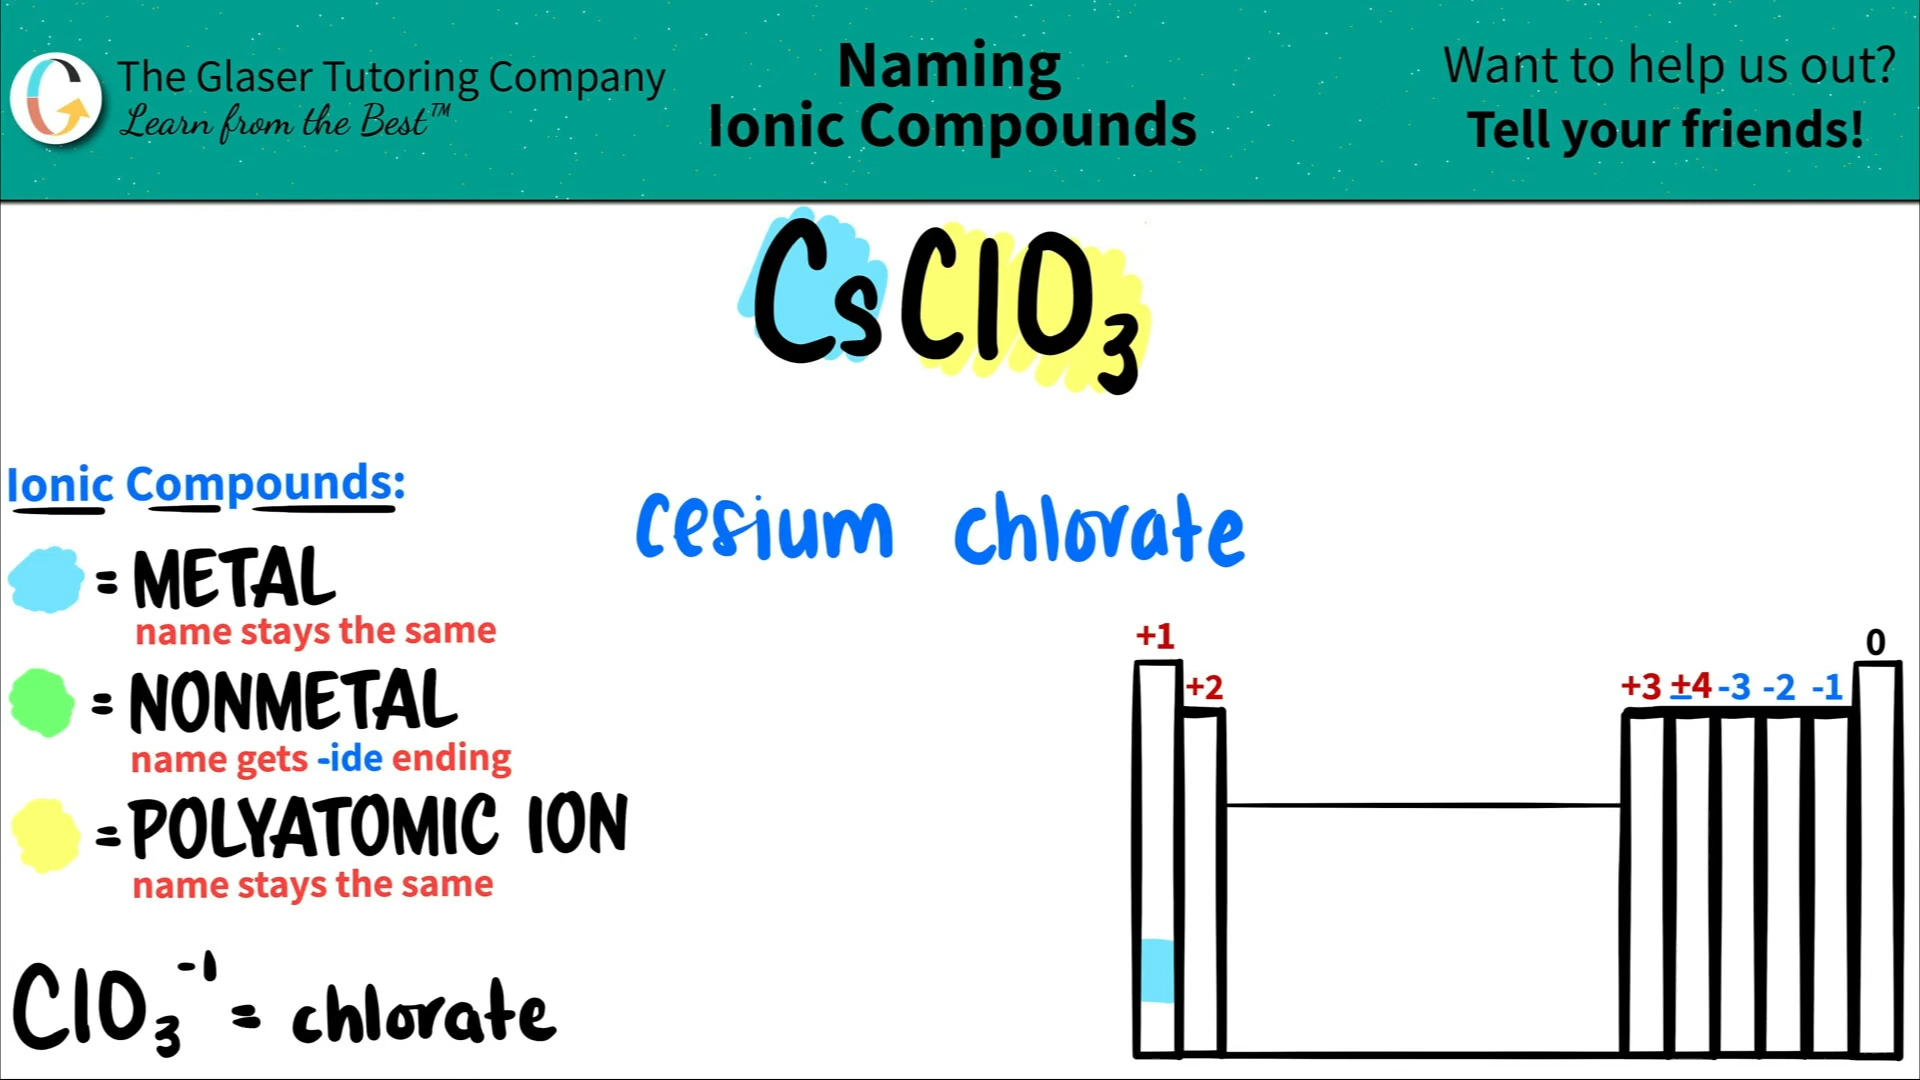 The Glaser Tutoring Company
Learn from the Best™
Naming
Ionic Compounds
Want to help us out?
Tell your friends!
CsClO₃
cesium chlorate
Ionic Compounds:
= METAL
name stays the same
= NONMETAL
name gets -ide ending
= POLYATOMIC ION
name stays the same
ClO₃⁻¹ = chlorate
+1
+2
+3 ±4 -3 -2 -1
0